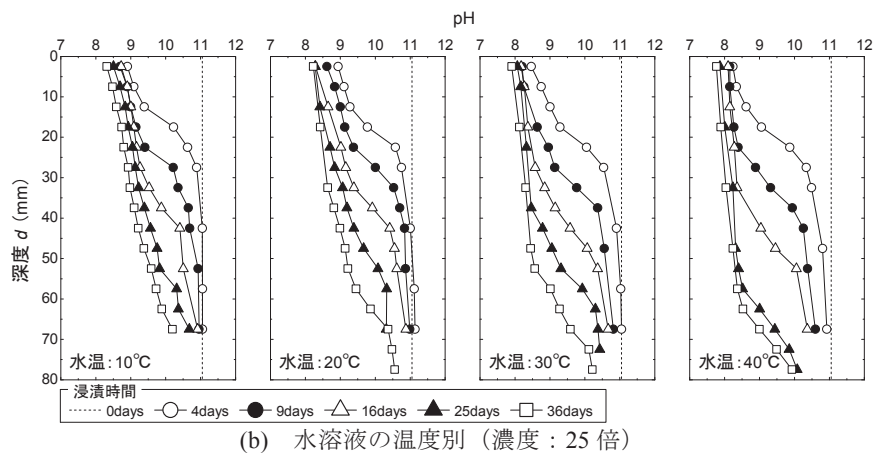 pH
7 8 9 10 11 12 7 8 9 10 11 12 7 8 9 10 11 12 7 8 9 10 11 12
0
10
20
30
40
50
60
70
80
深度 d (mm)
水温:10℃ 水温:20℃ 水温:30℃ 水温:40℃
浸漬時間
0days 4days 9days 16days 25days 36days
(b) 水溶液の温度別(濃度:25 倍)